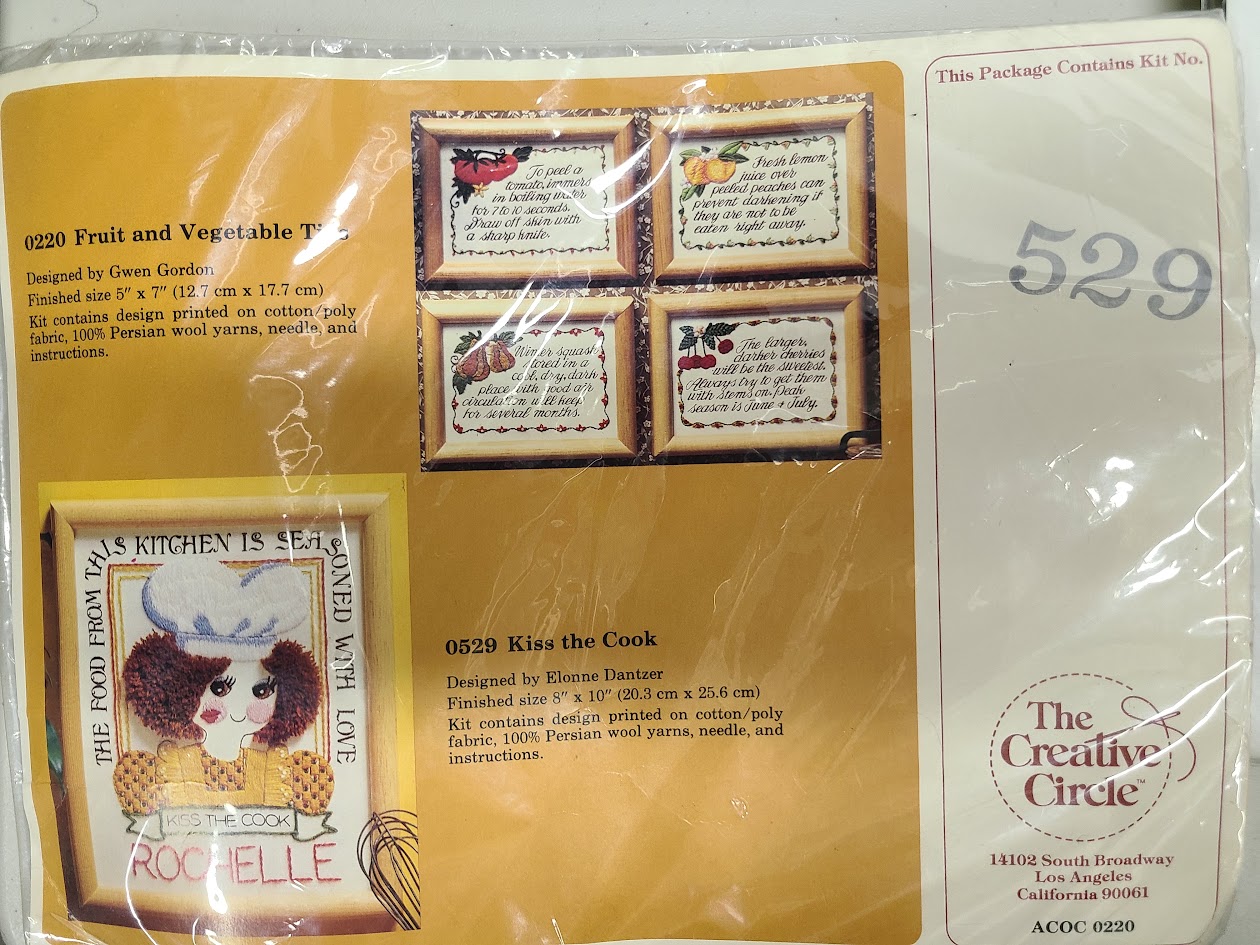 This Package Contains Kit No.
529
0220 Fruit and Vegetable Tips
Designed by Gwen Gordon
Finished size 5" x 7" (12.7 cm x 17.7 cm)
Kit contains design printed on cotton/poly
fabric, 100% Persian wool yarns, needle, and
instructions.
To peel a
tomato, immers
in boiling water
for 7 to 10 seconds.
Draw off skin with
a sharp knife.
Fresh lemon
juice over
peeled peaches can
prevent darkening if
they are not to be
eaten right away.
Winter squash
stored in a
cool, dry, dark
place with good air
circulation will keep
for several months.
The larger,
darker cherries
will be the sweetest.
Always try to get them
with stems on. Peak
season is June & July.
THE FOOD FROM THIS KITCHEN IS SEASONED WITH LOVE
KISS THE COOK
ROCHELLE
0529 Kiss the Cook
Designed by Elonne Dantzer
Finished size 8" x 10" (20.3 cm x 25.6 cm)
Kit contains design printed on cotton/poly
fabric, 100% Persian wool yarns, needle, and
instructions.
The
Creative
Circle™
14102 South Broadway
Los Angeles
California 90061
ACOC 0220